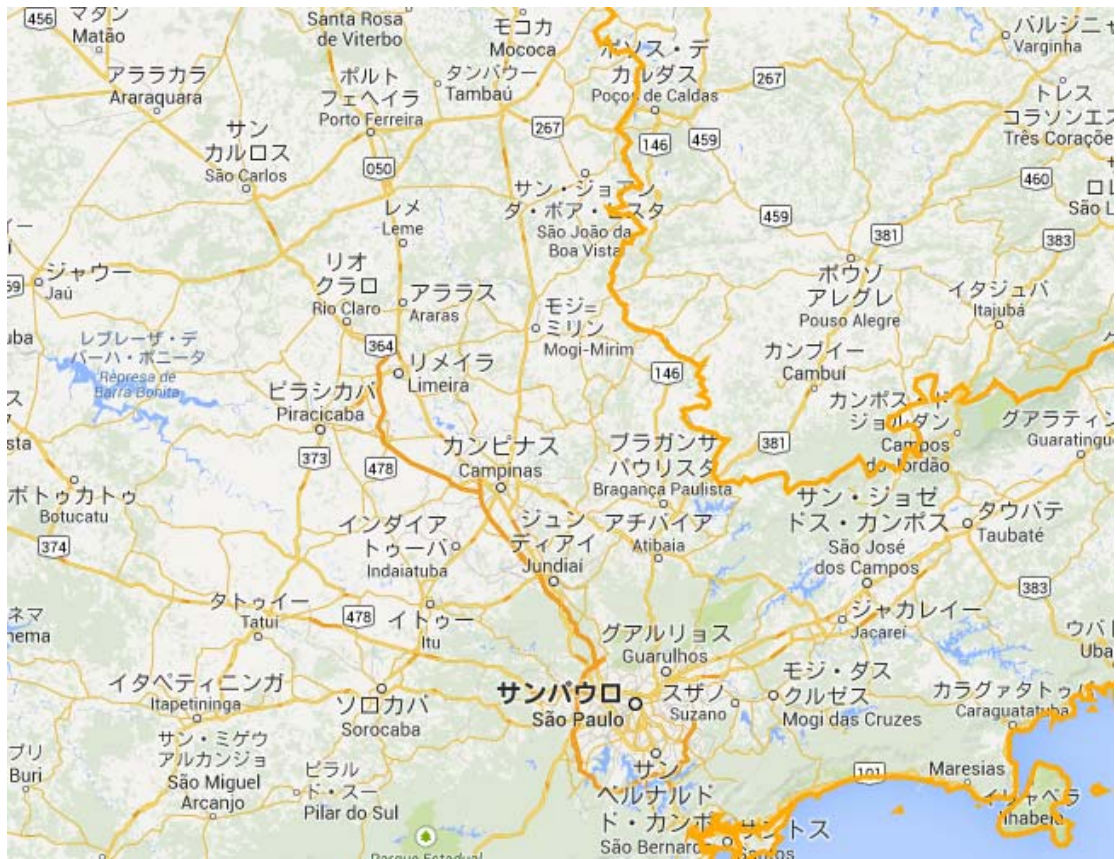 456
マタン
Matão
Santa Rosa
de Viterbo
モコカ
Mococa
ポソス・デ
カルダス
Poços de Caldas
267
バルジニャ
Varginha
アララカラ
Araraquara
ポルト
フェヘイラ
Porto Ferreira
タンバウー
Tambaú
トレス
コラソンエス
Três Coraçõe
サン
カルロス
São Carlos
267
146
459
050
460
サン・ジョアン
ダ・ボア・ビスタ
São João da
Boa Vista
レメ
Leme
459
381
383
São L
ジャウー
Jaú
リオ
クラロ
Rio Claro
アララス
Araras
ポウゾ
アレグレ
Pouso Alegre
イタジュバ
Itajubá
モジ=
ミリン
Mogi-Mirim
uba
レプレーザ・デ
バーハ・ボニータ
Represa de
Barra Bonita
364
リメイラ
Limeira
146
カンブイー
Cambuí
ピラシカバ
Piracicaba
カンポス・ド
ジョルダン
Campos
do Jordão
グアラティン
Guaratingu
sta
373
478
カンピナス
Campinas
ブラガンサ
パウリスタ
Bragança Paulista
381
ボトゥカトゥ
Botucatu
サン・ジョゼ
ドス・カンポス
São José
dos Campos
タウバテ
Taubaté
374
インダイア
トゥーバ
Indaiatuba
ジュン
ディアイ
Jundiai
アチバイア
Atibaia
383
タトゥイー
Tatuí
478
イトゥー
Itu
ジャカレイー
Jacareí
ネマ
nema
グアルリョス
Guarulhos
ウバト
Uba
イタペティニンガ
Itapetininga
ソロカバ
Sorocaba
サンパウロ
São Paulo
スザノ
Suzano
モジ・ダス
クルゼス
Mogi das Cruzes
カラグァタトゥバ
Caraguatatuba
ブリ
Buri
サン・ミゲウ
アルカンジョ
São Miguel
Arcanjo
ピラル
ド・スー
Pilar do Sul
サン
ベルナルド
ド・カンポ
São Bernardo
101
Maresias
イリャベラ
Ilhabela
サントス
Santos
Parque Estadual